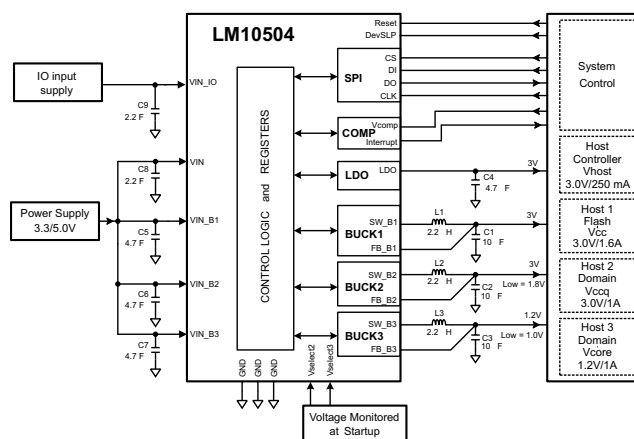 LM10504
IO input
supply
C9
2.2 F
VIN_IO
C8
2.2 F
VIN
Power Supply
3.3/5.0V
C5
4.7 F
VIN_B1
C6
4.7 F
VIN_B2
C7
4.7 F
VIN_B3
CONTROL LOGIC and REGISTERS
GND
GND
GND
Vselect2
Vselect3
Voltage Monitored
at Startup
Reset
DevSLP
SPI
CS
DI
DO
CLK
COMP
Vcomp
Interrupt
LDO
LDO
C4
4.7 F
3V
BUCK1
SW_B1
FB_B1
L1
2.2 H
C1
10 F
3V
BUCK2
SW_B2
FB_B2
L2
2.2 H
C2
10 F
3V
Low = 1.8V
BUCK3
SW_B3
FB_B3
L3
2.2 H
C3
10 F
1.2V
Low = 1.0V
System
Control
Host
Controller
Vhost
3.0V/250 mA
Host 1
Flash
Vcc
3.0V/1.6A
Host 2
Domain
Vccq
3.0V/1A
Host 3
Domain
Vcore
1.2V/1A